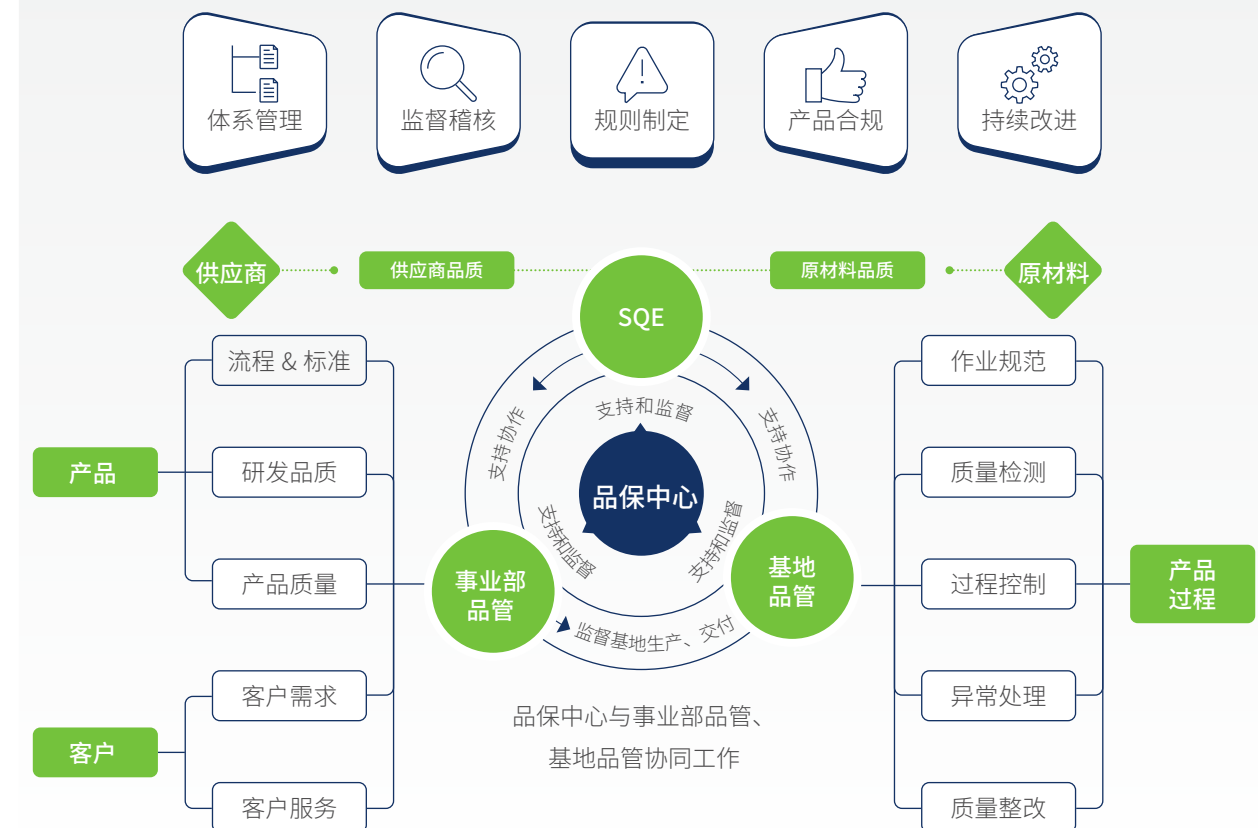 体系管理
监督稽核
规则制定
产品合规
持续改进
供应商
供应商品质
SQE
原材料品质
原材料
流程 & 标准
研发品质
产品质量
客户需求
客户服务
产品
客户
支持协作
支持和监督
支持协作
品保中心
支持和监督
支持和监督
事业部
品管
基地
品管
监督基地生产、交付
品保中心与事业部品管、
基地品管协同工作
作业规范
质量检测
过程控制
异常处理
质量整改
产品
过程